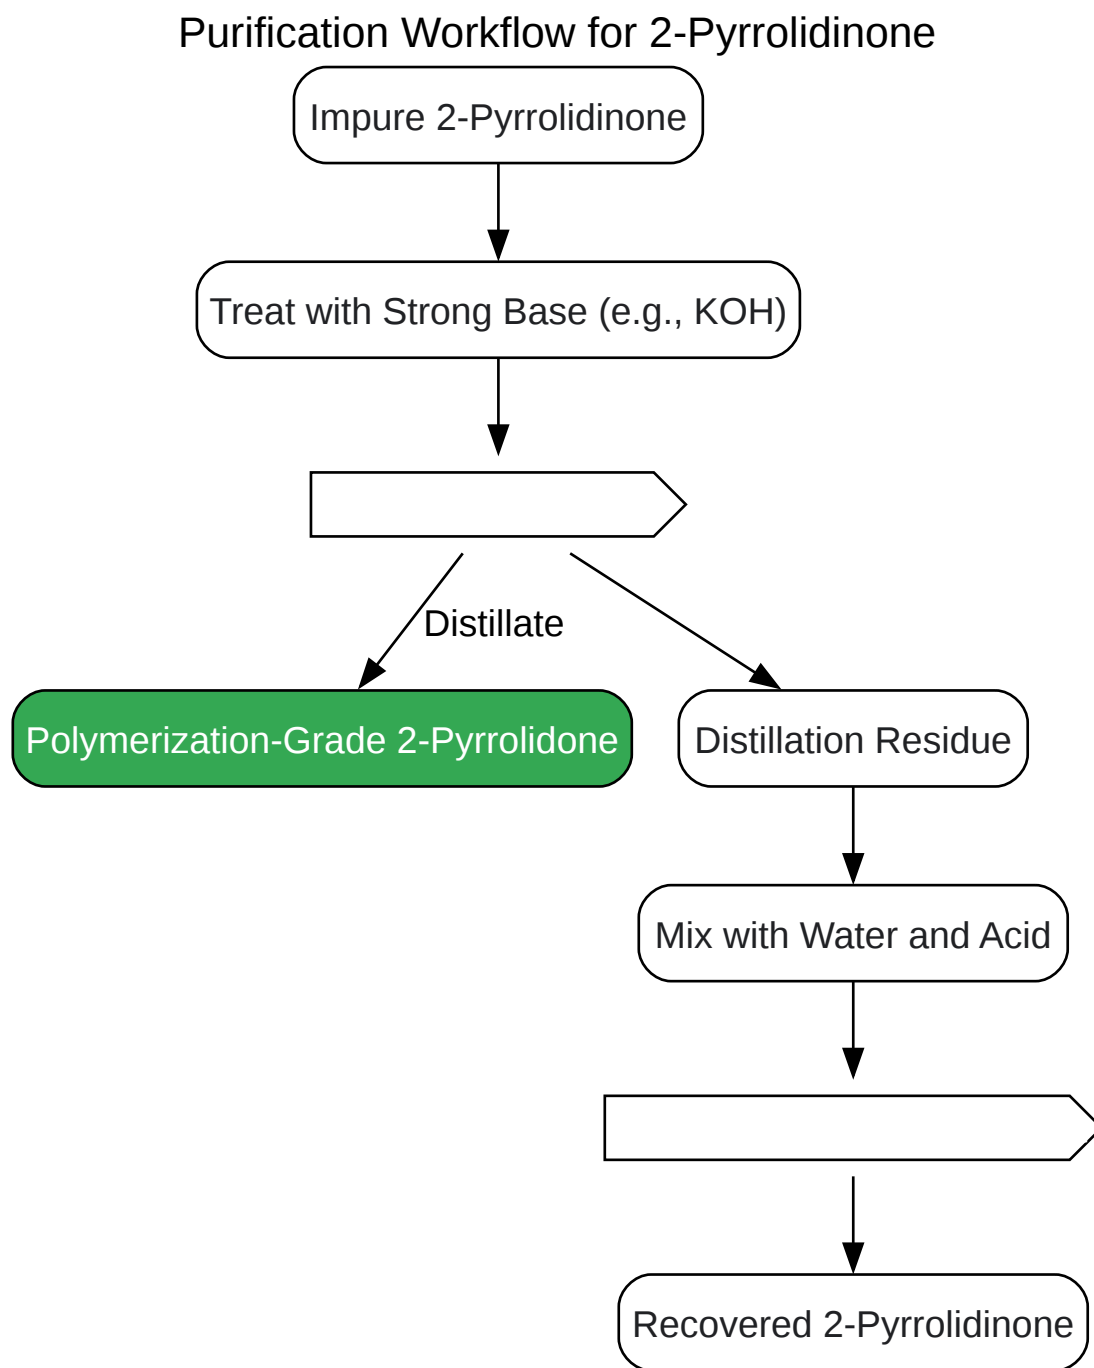 Purification Workflow for 2-Pyrrolidinone
Impure 2-Pyrrolidinone
Treat with Strong Base (e.g., KOH)
Distillate
Polymerization-Grade 2-Pyrrolidone
Distillation Residue
Mix with Water and Acid
Recovered 2-Pyrrolidinone